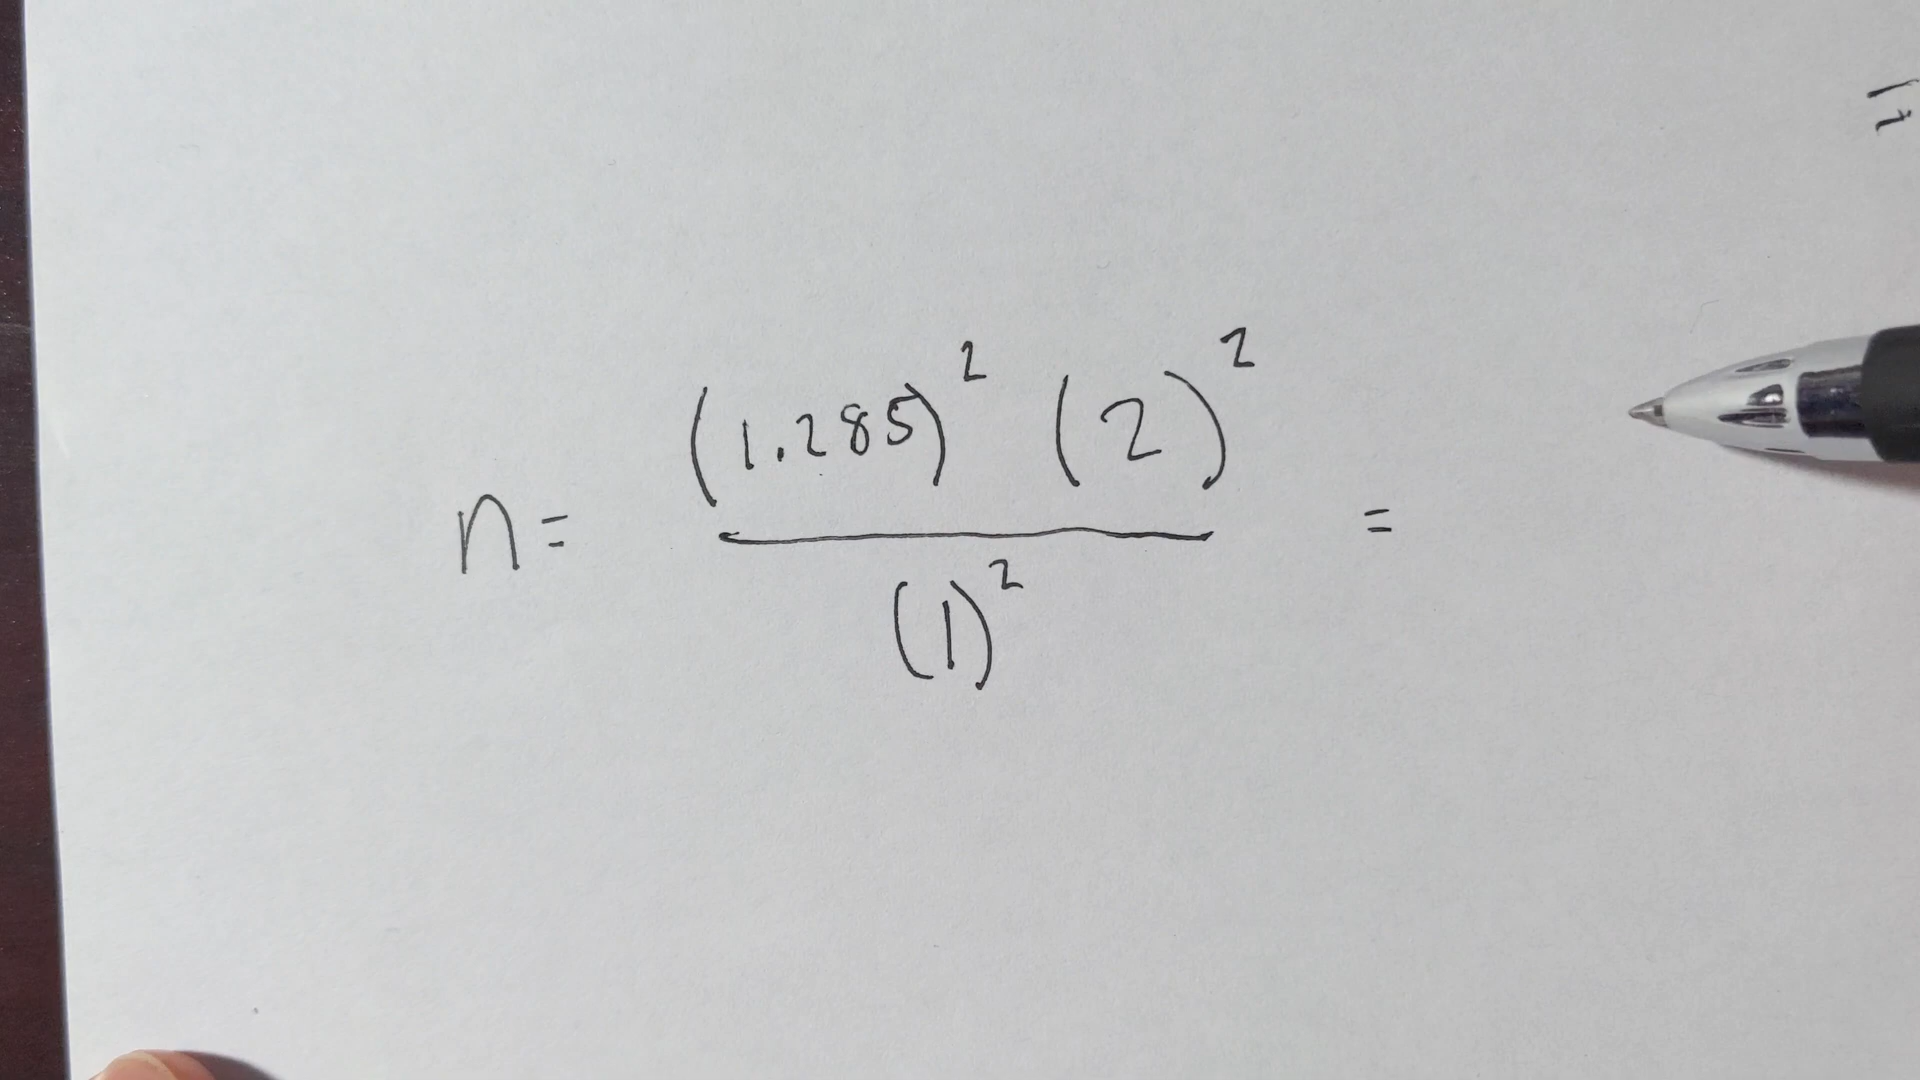 n = (1.285)² (2)² / (1)² =